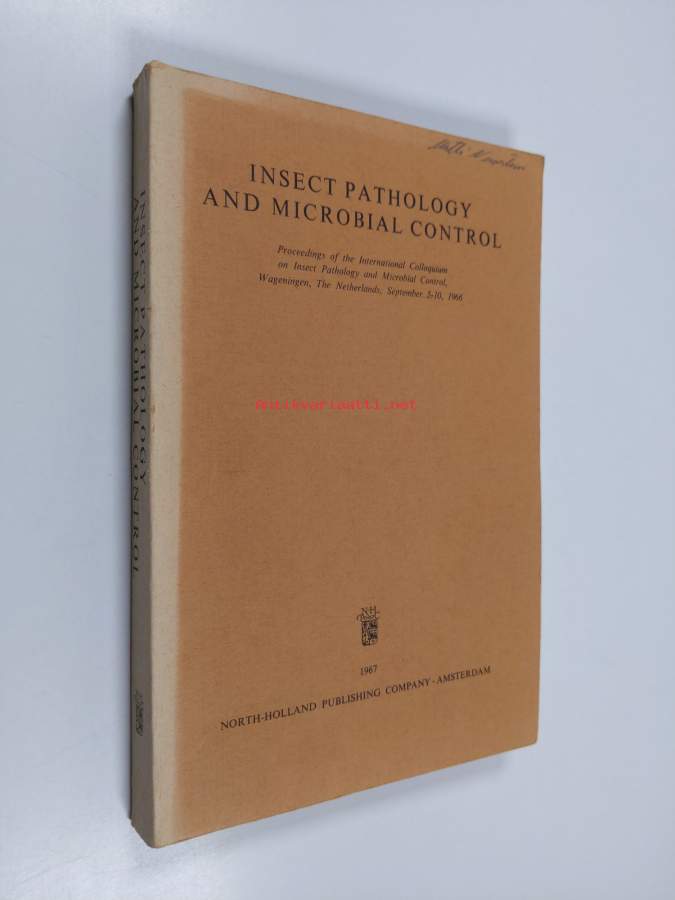 INSECT PATHOLOGY
AND MICROBIAL CONTROL
Proceedings of the International Colloquium
on Insect Pathology and Microbial Control,
Wageningen, The Netherlands, September 5-10, 1966
antikvariaatti.net
N·H
1967
NORTH-HOLLAND PUBLISHING COMPANY - AMSTERDAM
INSECT PATHOLOGY
AND MICROBIAL CONTROL